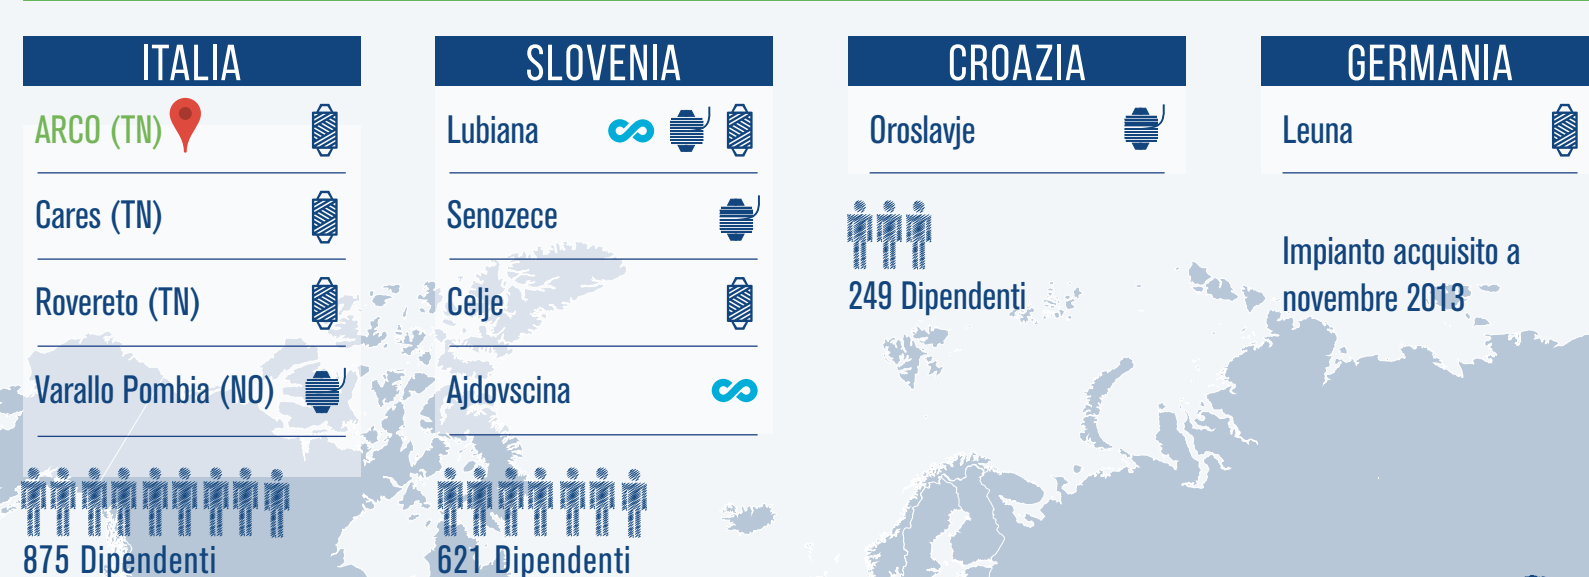 ITALIA
ARCO (TN)
Cares (TN)
Rovereto (TN)
Varallo Pombia (NO)
875 Dipendenti
SLOVENIA
Lubiana
Senozece
Celje
Ajdovscina
621 Dipendenti
CROAZIA
Oroslavje
249 Dipendenti
GERMANIA
Leuna
Impianto acquisito a
novembre 2013